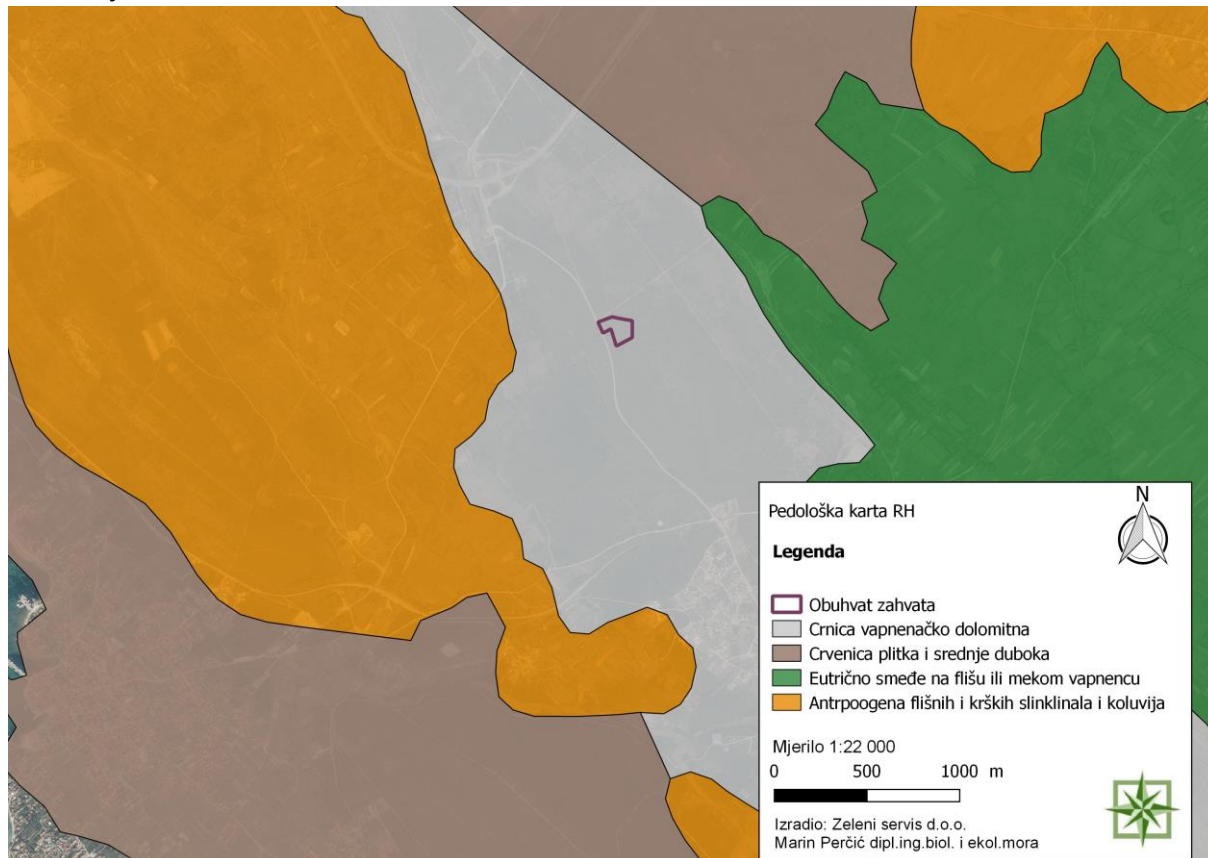 Pedološka karta RH
N
Legenda
Obuhvat zahvata
Crnica vapnenačko dolomitna
Crvenica plitka i srednje duboka
Eutrično smeđe na flišu ili mekom vapnencu
Antrpoogena flišnih i krških slinklinala i koluvija
Mjerilo 1:22 000
0 500 1000 m
Izradio: Zeleni servis d.o.o.
Marin Perčić dipl.ing.biol. i ekol.mora